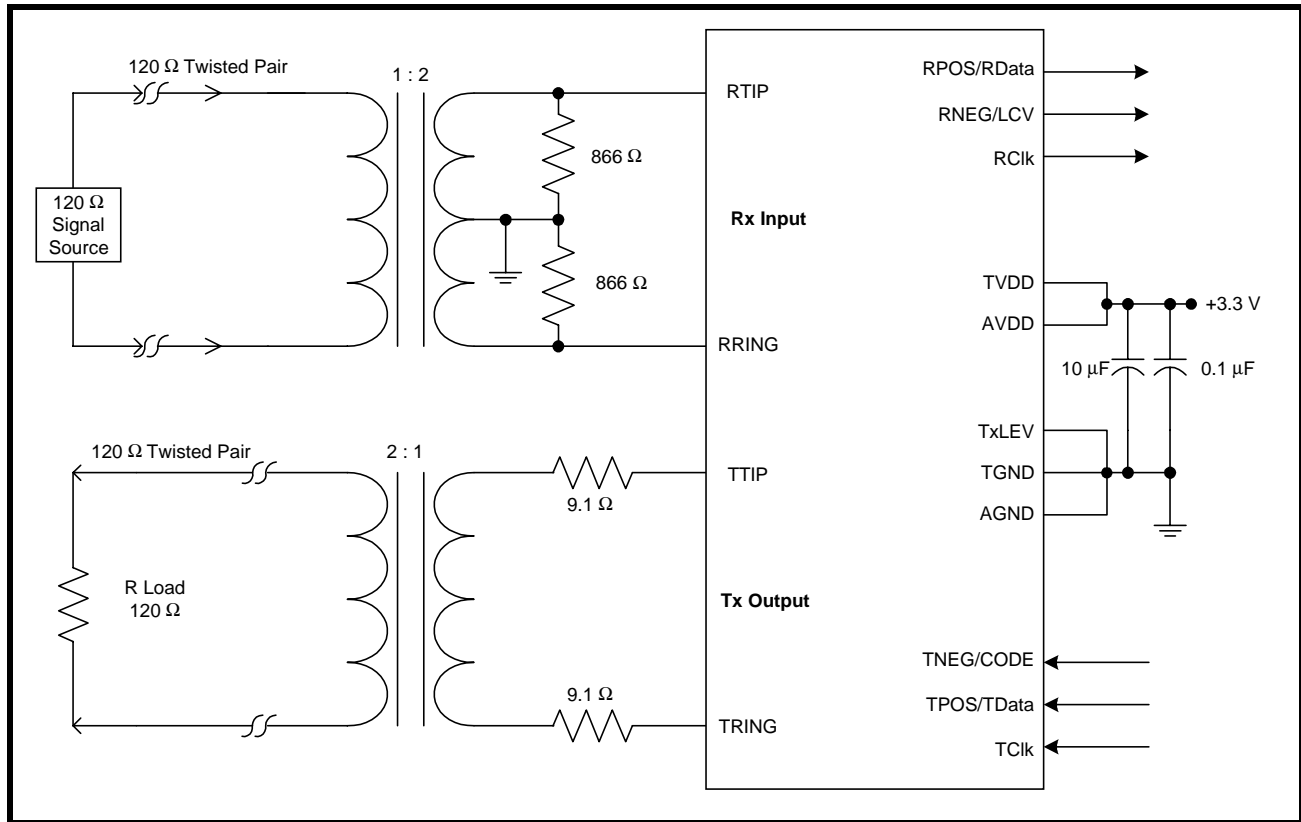 120 Ω Twisted Pair
1 : 2
120 Ω
Signal
Source
866 Ω
866 Ω
RTIP
Rx Input
RRING
RPOS/RData
RNEG/LCV
RClk
TVDD
AVDD
+3.3 V
10 μF
0.1 μF
TxLEV
TGND
AGND
120 Ω Twisted Pair
2 : 1
R Load
120 Ω
9.1 Ω
9.1 Ω
TTIP
Tx Output
TRING
TNEG/CODE
TPOS/TData
TClk